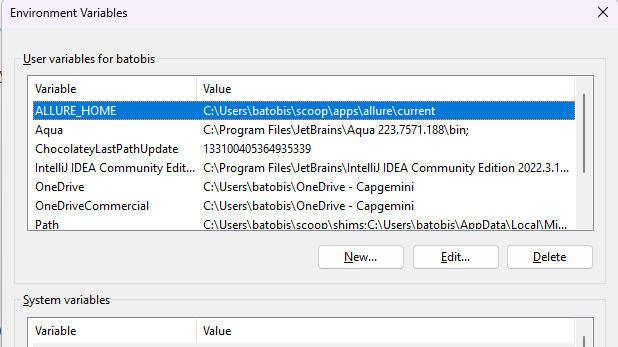 Environment Variables
User variables for batobis
Variable Value
ALLURE_HOME C:\Users\batobis\scoop\apps\allure\current
Aqua C:\Program Files\JetBrains\Aqua 223.7571.188\bin;
ChocolateyLastPathUpdate 133100405364935339
IntelliJ IDEA Community Edit... C:\Program Files\JetBrains\IntelliJ IDEA Community Edition 2022.3.1...
OneDrive C:\Users\batobis\OneDrive - Capgemini
OneDriveCommercial C:\Users\batobis\OneDrive - Capgemini
Path C:\Users\batobis\scoop\shims;C:\Users\batobis\AppData\Local\Mi...
New... Edit... Delete
System variables
Variable Value